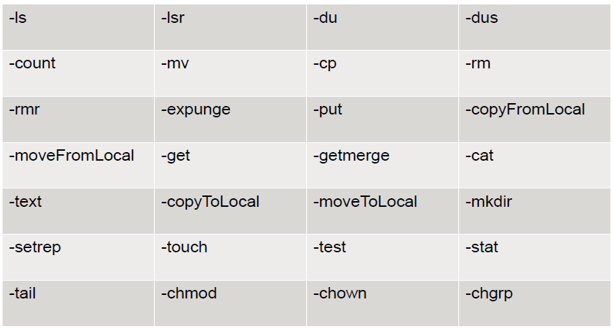 -ls -lsr -du -dus
-count -mv -cp -rm
-rmr -expunge -put -copyFromLocal
-moveFromLocal -get -getmerge -cat
-text -copyToLocal -moveToLocal -mkdir
-setrep -touch -test -stat
-tail -chmod -chown -chgrp